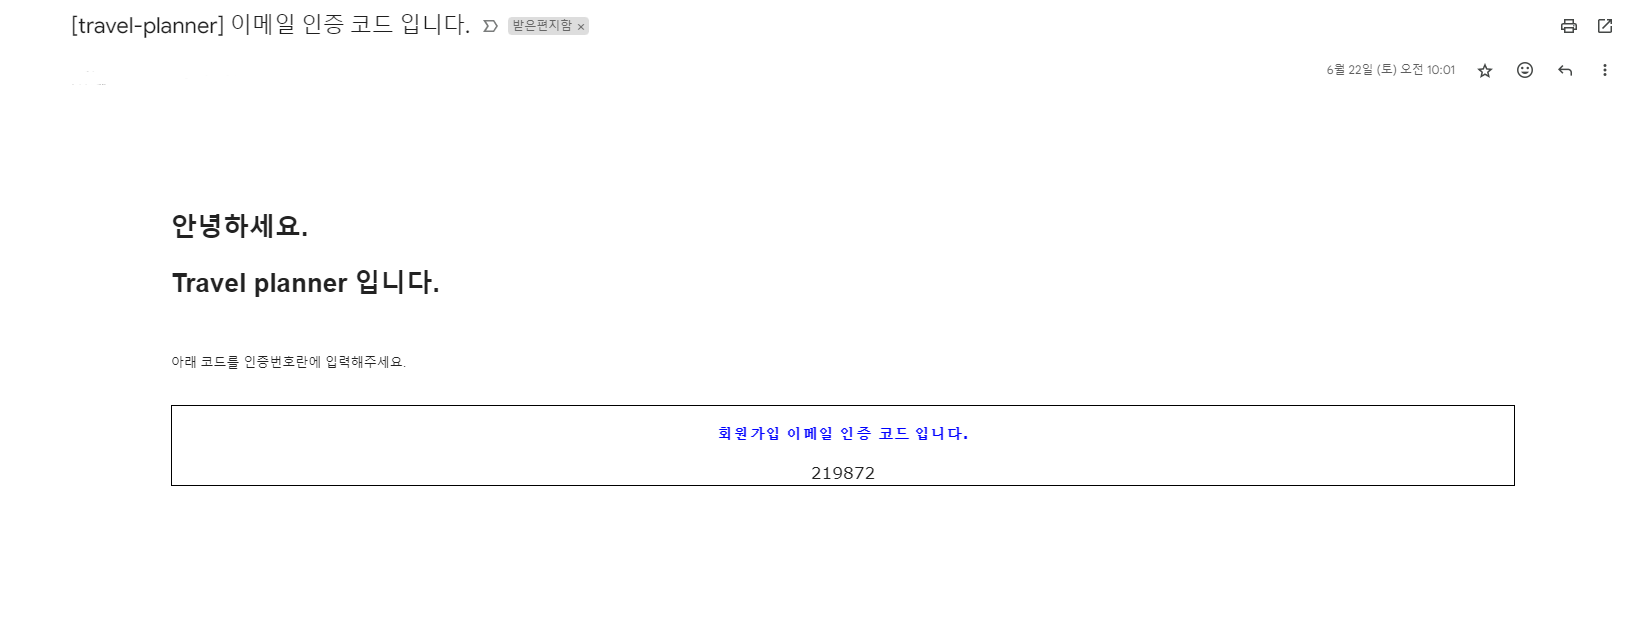 [travel-planner] 이메일 인증 코드 입니다. 받은편지함 ×
6월 22일 (토) 오전 10:01
안녕하세요.
Travel planner 입니다.
아래 코드를 인증번호란에 입력해주세요.
회원가입 이메일 인증 코드 입니다.
219872